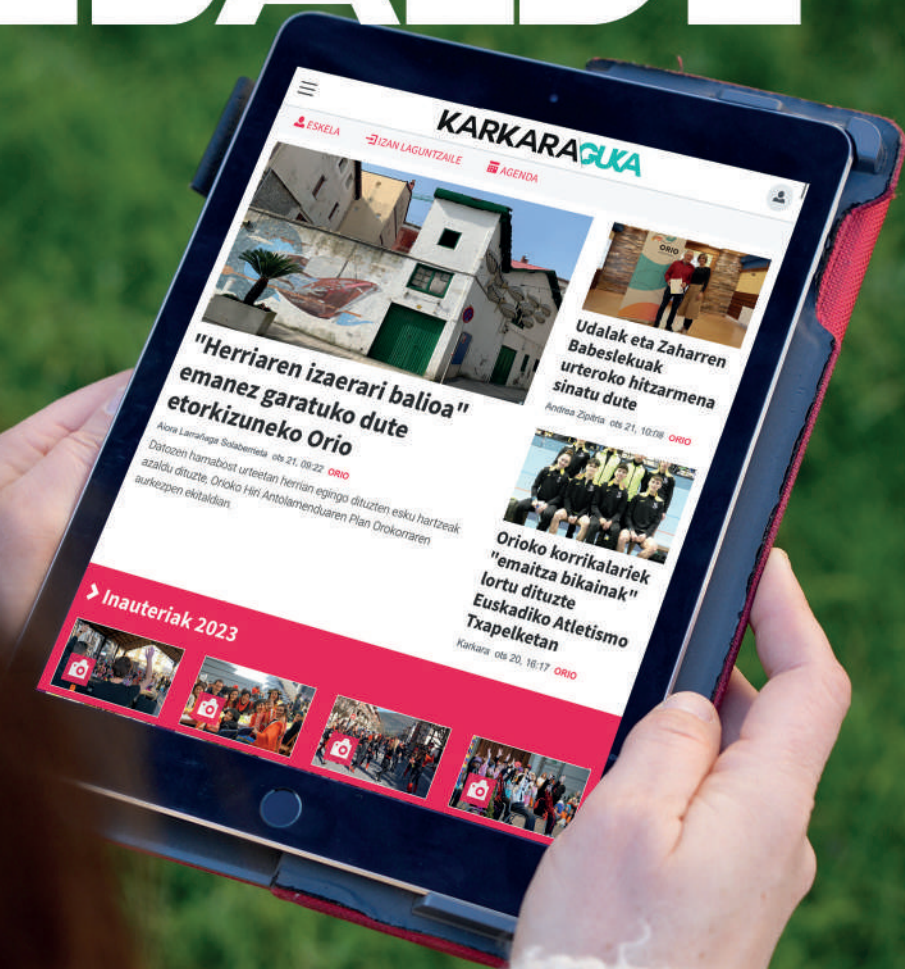 KARKARAGUKA
ESKELA
IZAN LAGUNTZAILE
AGENDA
"Herriaren izaerari balioa"
emanez garatuko dute
etorkizuneko Orio
Aiora Larrañaga Solaberrieta ots 21, 09:22 ORIO
Datozen hamabost urteetan herrian egingo dituzten esku hartzeak
azaldu dituzte, Orioko Hiri Antolamenduaren Plan Orokorraren
aurkezpen ekitaldian.
ORIO
Udalak eta Zaharren
Babeslekuak
urteroko hitzarmena
sinatu dute
Andrea Zipitria ots 21, 10:08 ORIO
Orioko korrikalariek
"emaitza bikainak"
lortu dituzte
Euskadiko Atletismo
Txapelketan
Karkara ots 20, 16:17 ORIO
Inauteriak 2023